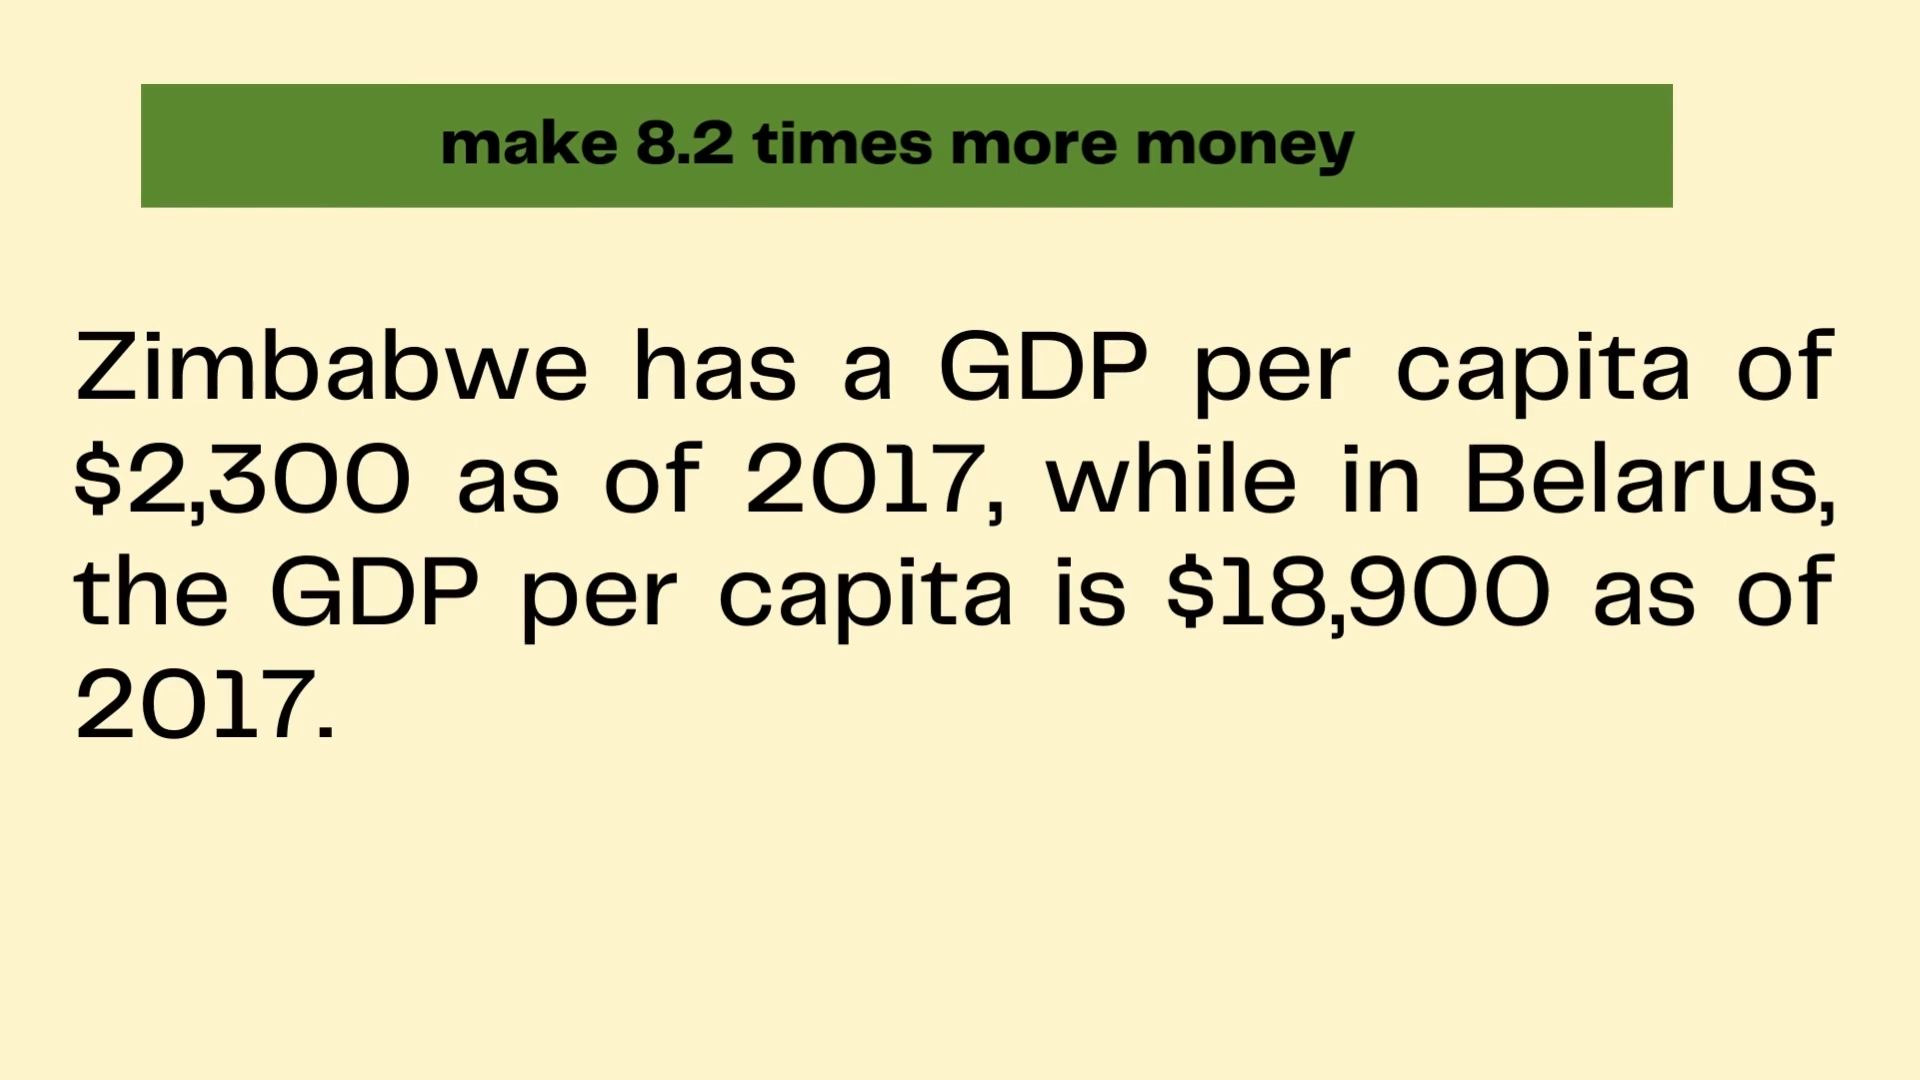 make 8.2 times more money
Zimbabwe has a GDP per capita of
$2,300 as of 2017, while in Belarus,
the GDP per capita is $18,900 as of
2017.